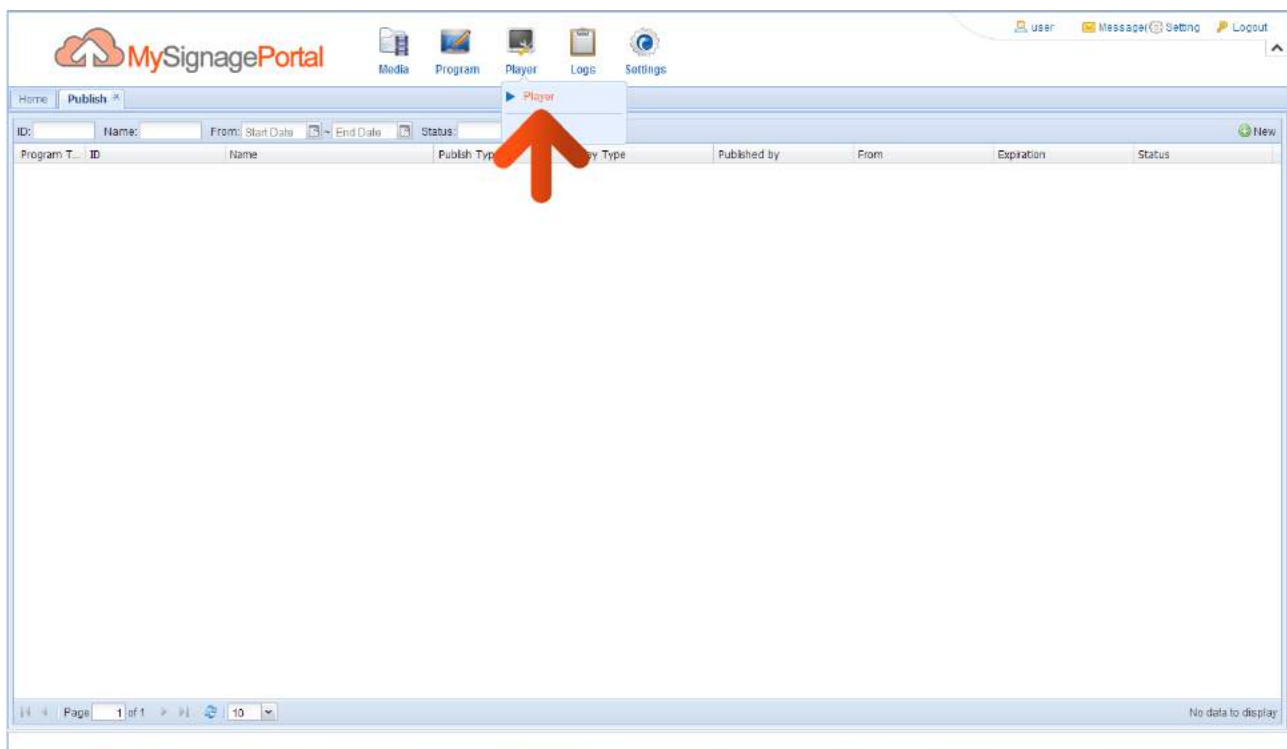 user Message( Setting Logout
MySignagePortal
Media Program Player Logs Settings
Home Publish
Player
ID: Name: From: Start Date ~ End Date Status: New
Program T... ID Name Publish Typ y Type Published by From Expiration Status
Page 1 of 1 10 No data to display